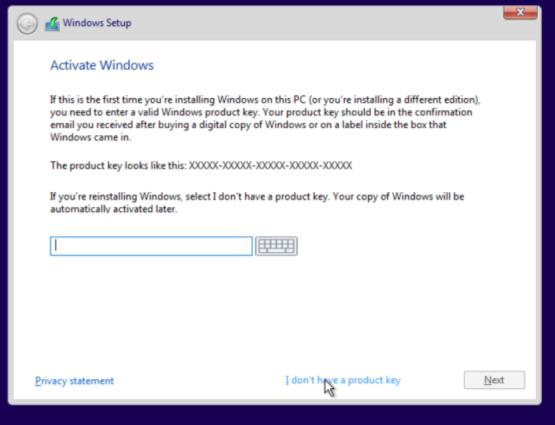 Windows Setup
Activate Windows
If this is the first time you're installing Windows on this PC (or you're installing a different edition),
you need to enter a valid Windows product key. Your product key should be in the confirmation
email you received after buying a digital copy of Windows or on a label inside the box that
Windows came in.
The product key looks like this: XXXXX-XXXXX-XXXXX-XXXXX-XXXXX
If you're reinstalling Windows, select I don't have a product key. Your copy of Windows will be
automatically activated later.
Privacy statement
I don't have a product key
Next